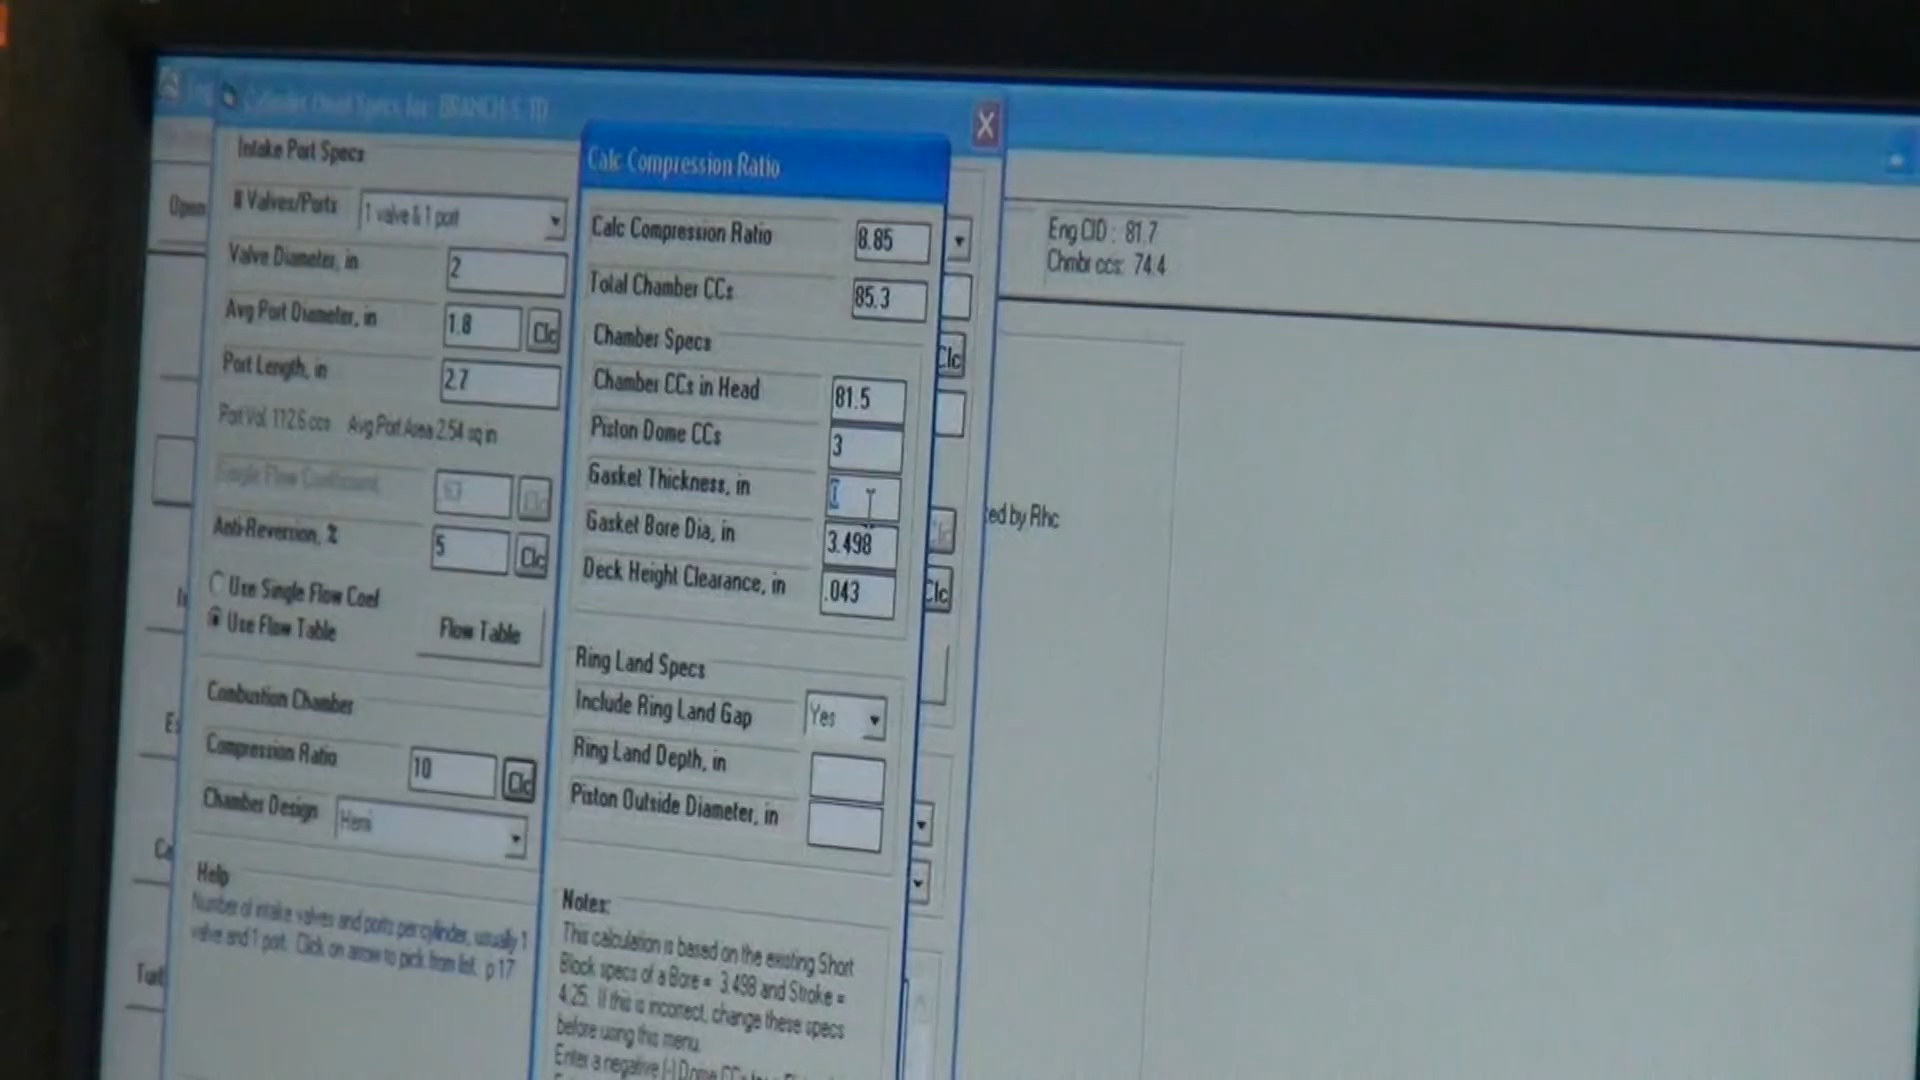 Cylinder Head Specs for: BRANCH S TD
Intake Port Specs
# Valves/Ports 1 valve & 1 port
Valve Diameter, in 2
Avg Port Diameter, in 1.8 Clc
Port Length, in 2.7
Port Vol. 112.6 ccs Avg Port Area 2.54 sq in
Single Flow Coefficient
Anti-Reversion, % 5 Clc
Use Single Flow Coef
Use Flow Table
Flow Table
Combustion Chamber
Compression Ratio 10 Clc
Chamber Design Hemi
Help
Number of intake valves and ports per cylinder, usually 1
valve and 1 port. Click on arrow to pick from list. p 17
Calc Compression Ratio
Calc Compression Ratio 8.85
Total Chamber CCs 85.3
Chamber Specs
Chamber CCs in Head 81.5
Piston Dome CCs 3
Gasket Thickness, in
Gasket Bore Dia, in 3.498
Deck Height Clearance, in .043
Ring Land Specs
Include Ring Land Gap Yes
Ring Land Depth, in
Piston Outside Diameter, in
Notes:
This calculation is based on the existing Short
Block specs of a Bore = 3.498 and Stroke =
4.25. If this is incorrect, change these specs
before using this menu.
Enter a negative (-) Dome CCs
Open
Clc
Clc
Eng CID : 81.7
Chmbr ccs: 74.4
ed by Rhc